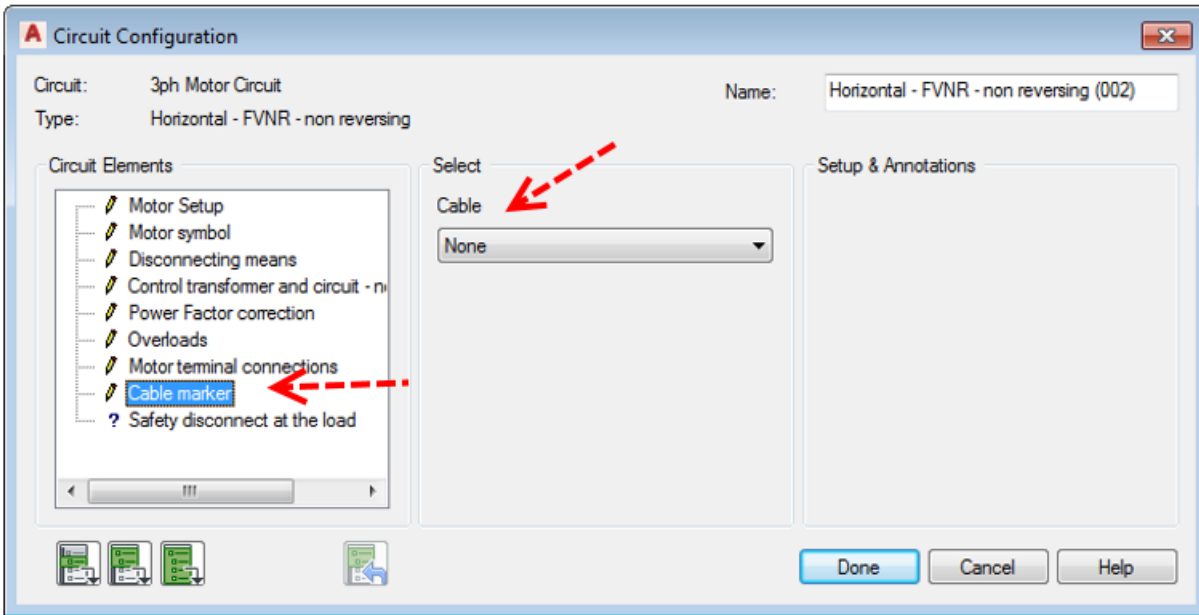 A Circuit Configuration
Circuit: 3ph Motor Circuit
Name: Horizontal - FVNR - non reversing (002)
Type: Horizontal - FVNR - non reversing
Circuit Elements
Motor Setup
Motor symbol
Disconnecting means
Control transformer and circuit - n
Power Factor correction
Overloads
Motor terminal connections
Cable marker
? Safety disconnect at the load
Select
Cable
None
Setup & Annotations
Done Cancel Help